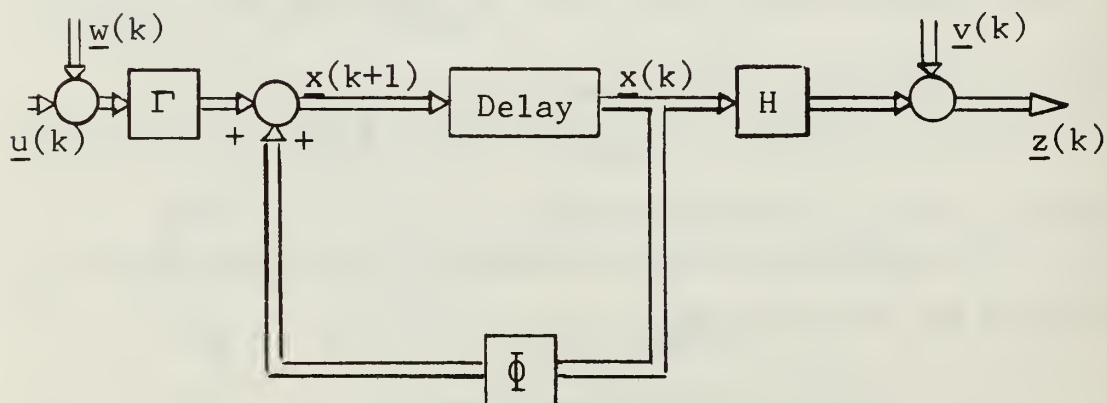 w(k)
v(k)
Γ
x(k+1)
Delay
x(k)
H
u(k)
+
+
z(k)
Φ